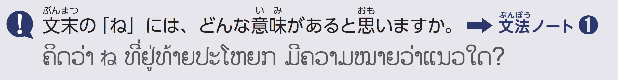 文末の「ね」には、どんな意味があると思いますか。 ➡ 文法ノート❶
ຄິດວ່າ ね ທີ່ຢູ່ທ້າຍປະໂຫຍກ ມີຄວາມໝາຍວ່າແນວໃດ?